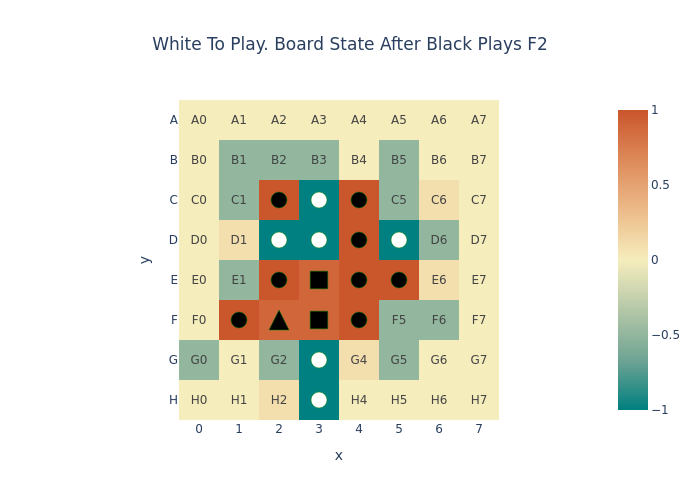 White To Play. Board State After Black Plays F2
A A0 A1 A2 A3 A4 A5 A6 A7
B B0 B1 B2 B3 B4 B5 B6 B7
C C0 C1 C5 C6 C7
D D0 D1 D6 D7
E E0 E1 E6 E7
F F0 F5 F6 F7
G G0 G1 G2 G4 G5 G6 G7
H H0 H1 H2 H4 H5 H6 H7
0 1 2 3 4 5 6 7
x
y
1
0.5
0
−0.5
−1